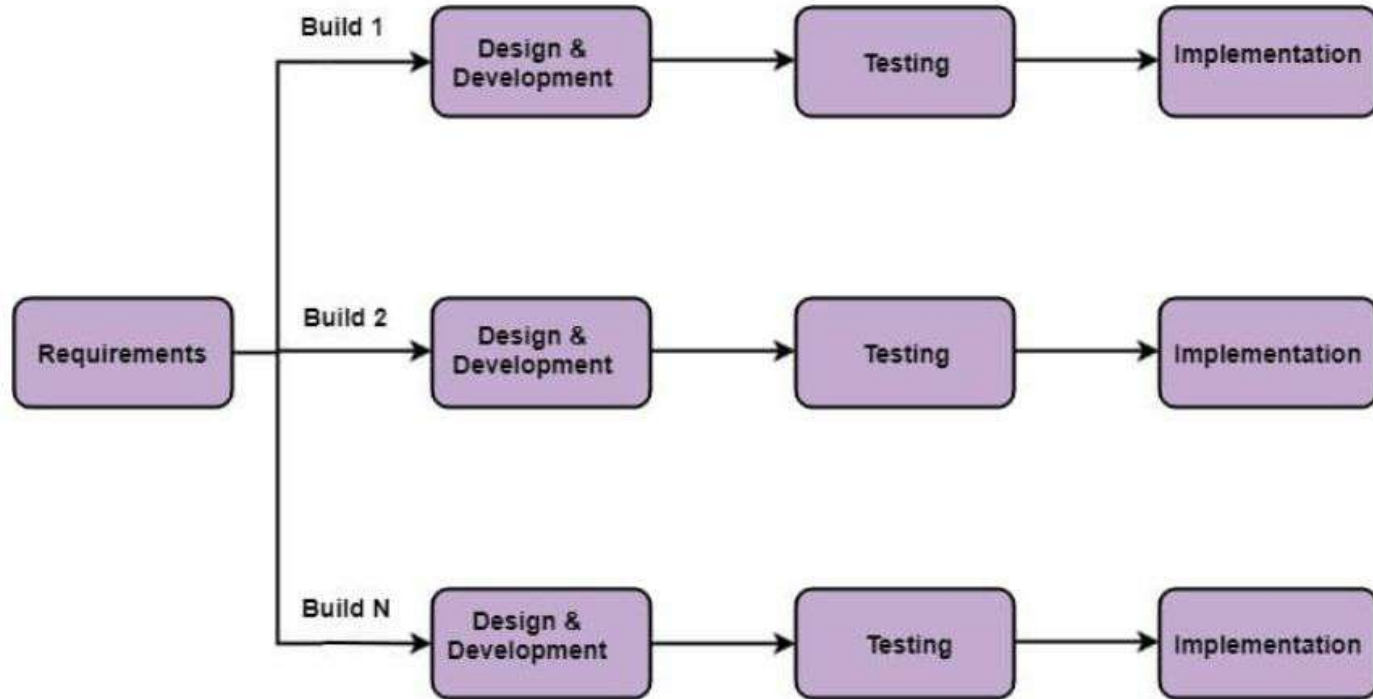 Build 1
Design &
Development
Testing
Implementation
Requirements
Build 2
Design &
Development
Testing
Implementation
Build N
Design &
Development
Testing
Implementation